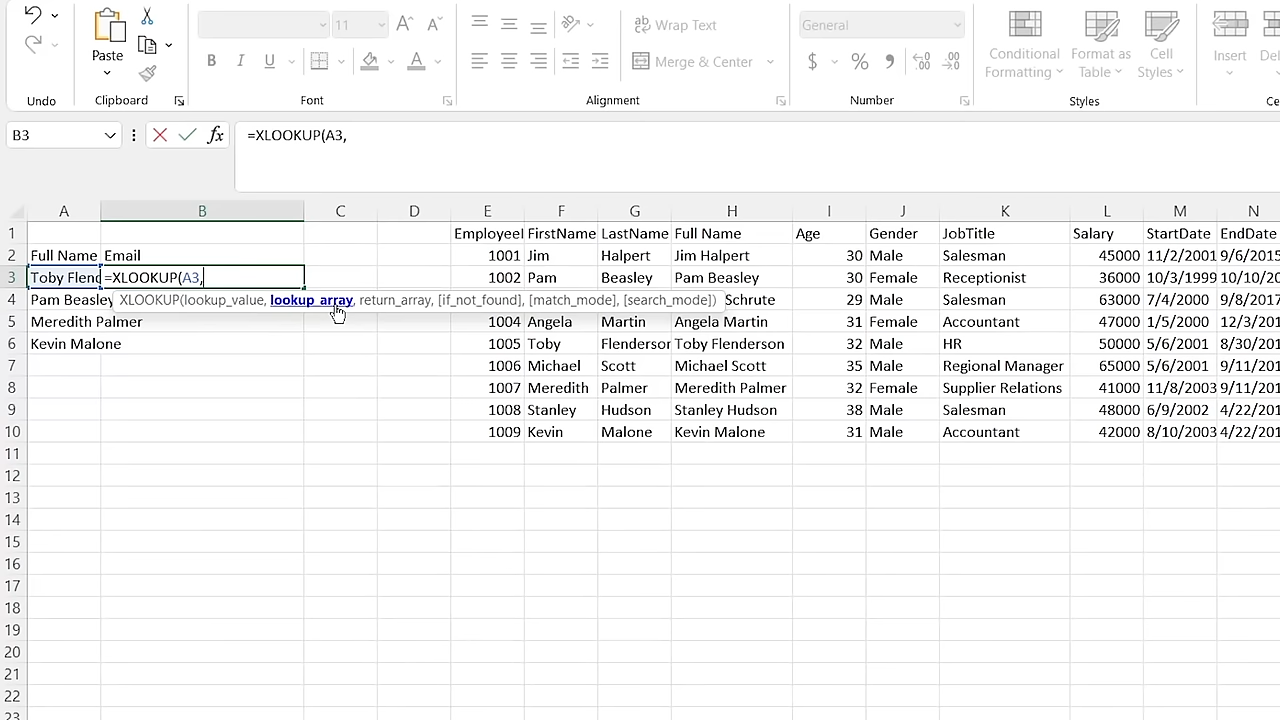 11
Wrap Text
General
Paste
B I U
Merge & Center
$ % 9
Conditional Formatting
Format as Table
Cell Styles
Insert
Undo Clipboard Font Alignment Number Styles
B3 fx =XLOOKUP(A3,
A B C D E F G H I J K L M N
1 EmployeeI FirstName LastName Full Name Age Gender JobTitle Salary StartDate EndDate
2 Full Name Email 1001 Jim Halpert Jim Halpert 30 Male Salesman 45000 11/2/2001 9/6/2015
3 Toby Flend =XLOOKUP(A3, 1002 Pam Beasley Pam Beasley 30 Female Receptionist 36000 10/3/1999 10/10/20
4 Pam Beasley XLOOKUP(lookup_value, lookup_array, return_array, [if_not_found], [match_mode], [search_mode]) Schrute 29 Male Salesman 63000 7/4/2000 9/8/2017
5 Meredith Palmer 1004 Angela Martin Angela Martin 31 Female Accountant 47000 1/5/2000 12/3/201
6 Kevin Malone 1005 Toby Flenderson Toby Flenderson 32 Male HR 50000 5/6/2001 8/30/201
7 1006 Michael Scott Michael Scott 35 Male Regional Manager 65000 5/6/2001 9/11/201
8 1007 Meredith Palmer Meredith Palmer 32 Female Supplier Relations 41000 11/8/2003 9/11/201
9 1008 Stanley Hudson Stanley Hudson 38 Male Salesman 48000 6/9/2002 4/22/201
10 1009 Kevin Malone Kevin Malone 31 Male Accountant 42000 8/10/2003 4/22/201
11
12
13
14
15
16
17
18
19
20
21
22
23